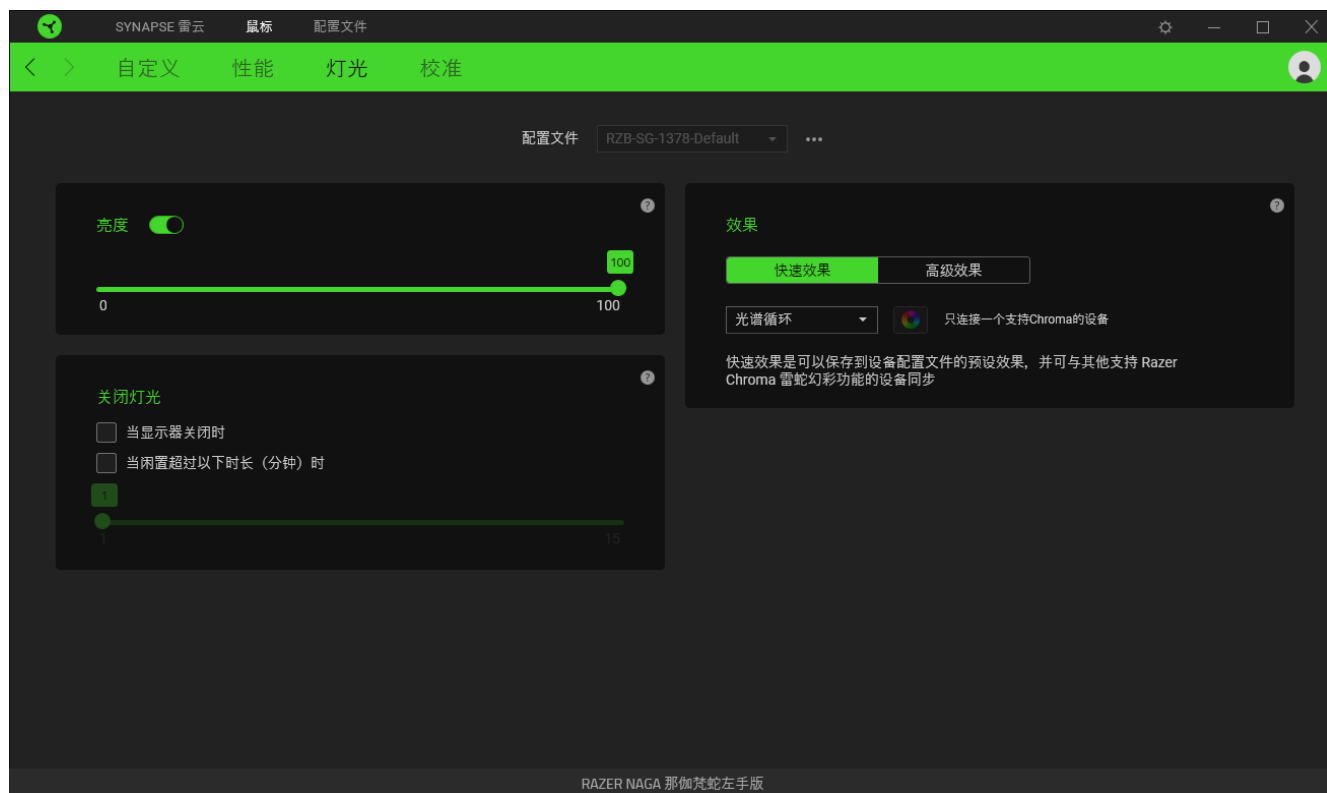 SYNAPSE 雷云 鼠标 配置文件
自定义 性能 灯光 校准
配置文件 RZB-SG-1378-Default
亮度
100
0 100
关闭灯光
当显示器关闭时
当闲置超过以下时长（分钟）时
1
1 15
效果
快速效果 高级效果
光谱循环 只连接一个支持Chroma的设备
快速效果是可以保存到设备配置文件的预设效果，并可与其他支持 Razer
Chroma 雷蛇幻彩功能的设备同步
RAZER NAGA 那伽梵蛇左手版